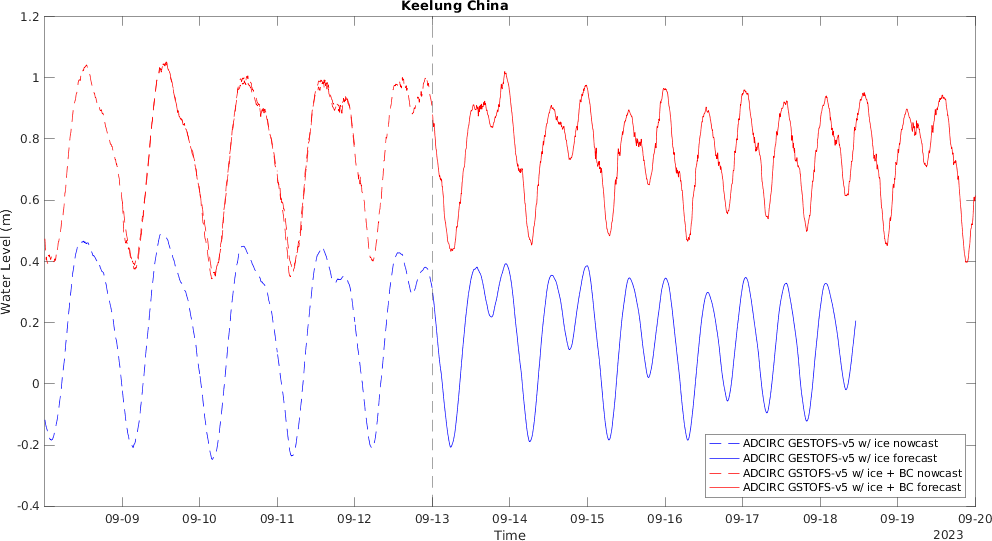 Keelung China
Water Level (m)
1.2
1
0.8
0.6
0.4
0.2
0
-0.2
-0.4
ADCIRC GESTOFS-v5 w/ ice nowcast
ADCIRC GESTOFS-v5 w/ ice forecast
ADCIRC GSTOFS-v5 w/ ice + BC nowcast
ADCIRC GSTOFS-v5 w/ ice + BC forecast
09-09 09-10 09-11 09-12 09-13 09-14 09-15 09-16 09-17 09-18 09-19 09-20
Time
2023